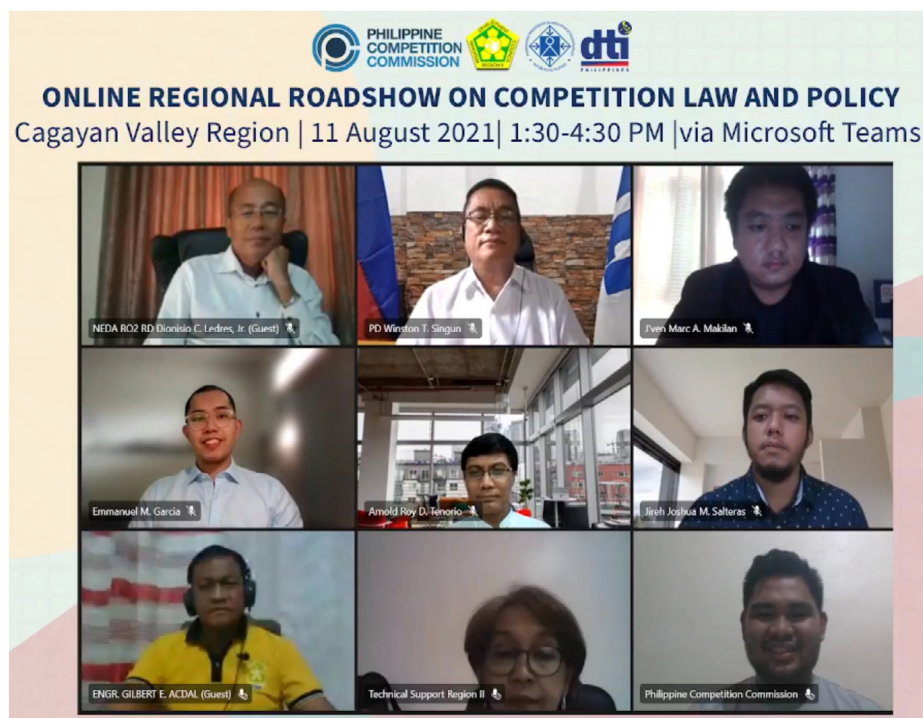 PHILIPPINE
COMPETITION
COMMISSION
dti
PHILIPPINES
ONLINE REGIONAL ROADSHOW ON COMPETITION LAW AND POLICY
Cagayan Valley Region | 11 August 2021| 1:30-4:30 PM |via Microsoft Teams
NEDA RO2 RD Dionisio C. Ledres, Jr. (Guest)
PD Winston T. Singun
J'ven Marc A. Makilan
Emmanuel M. Garcia
Arnold Roy D. Tenorio
Jireh Joshua M. Salteras
ENGR. GILBERT E. ACDAL (Guest)
Technical Support Region II
Philippine Competition Commission